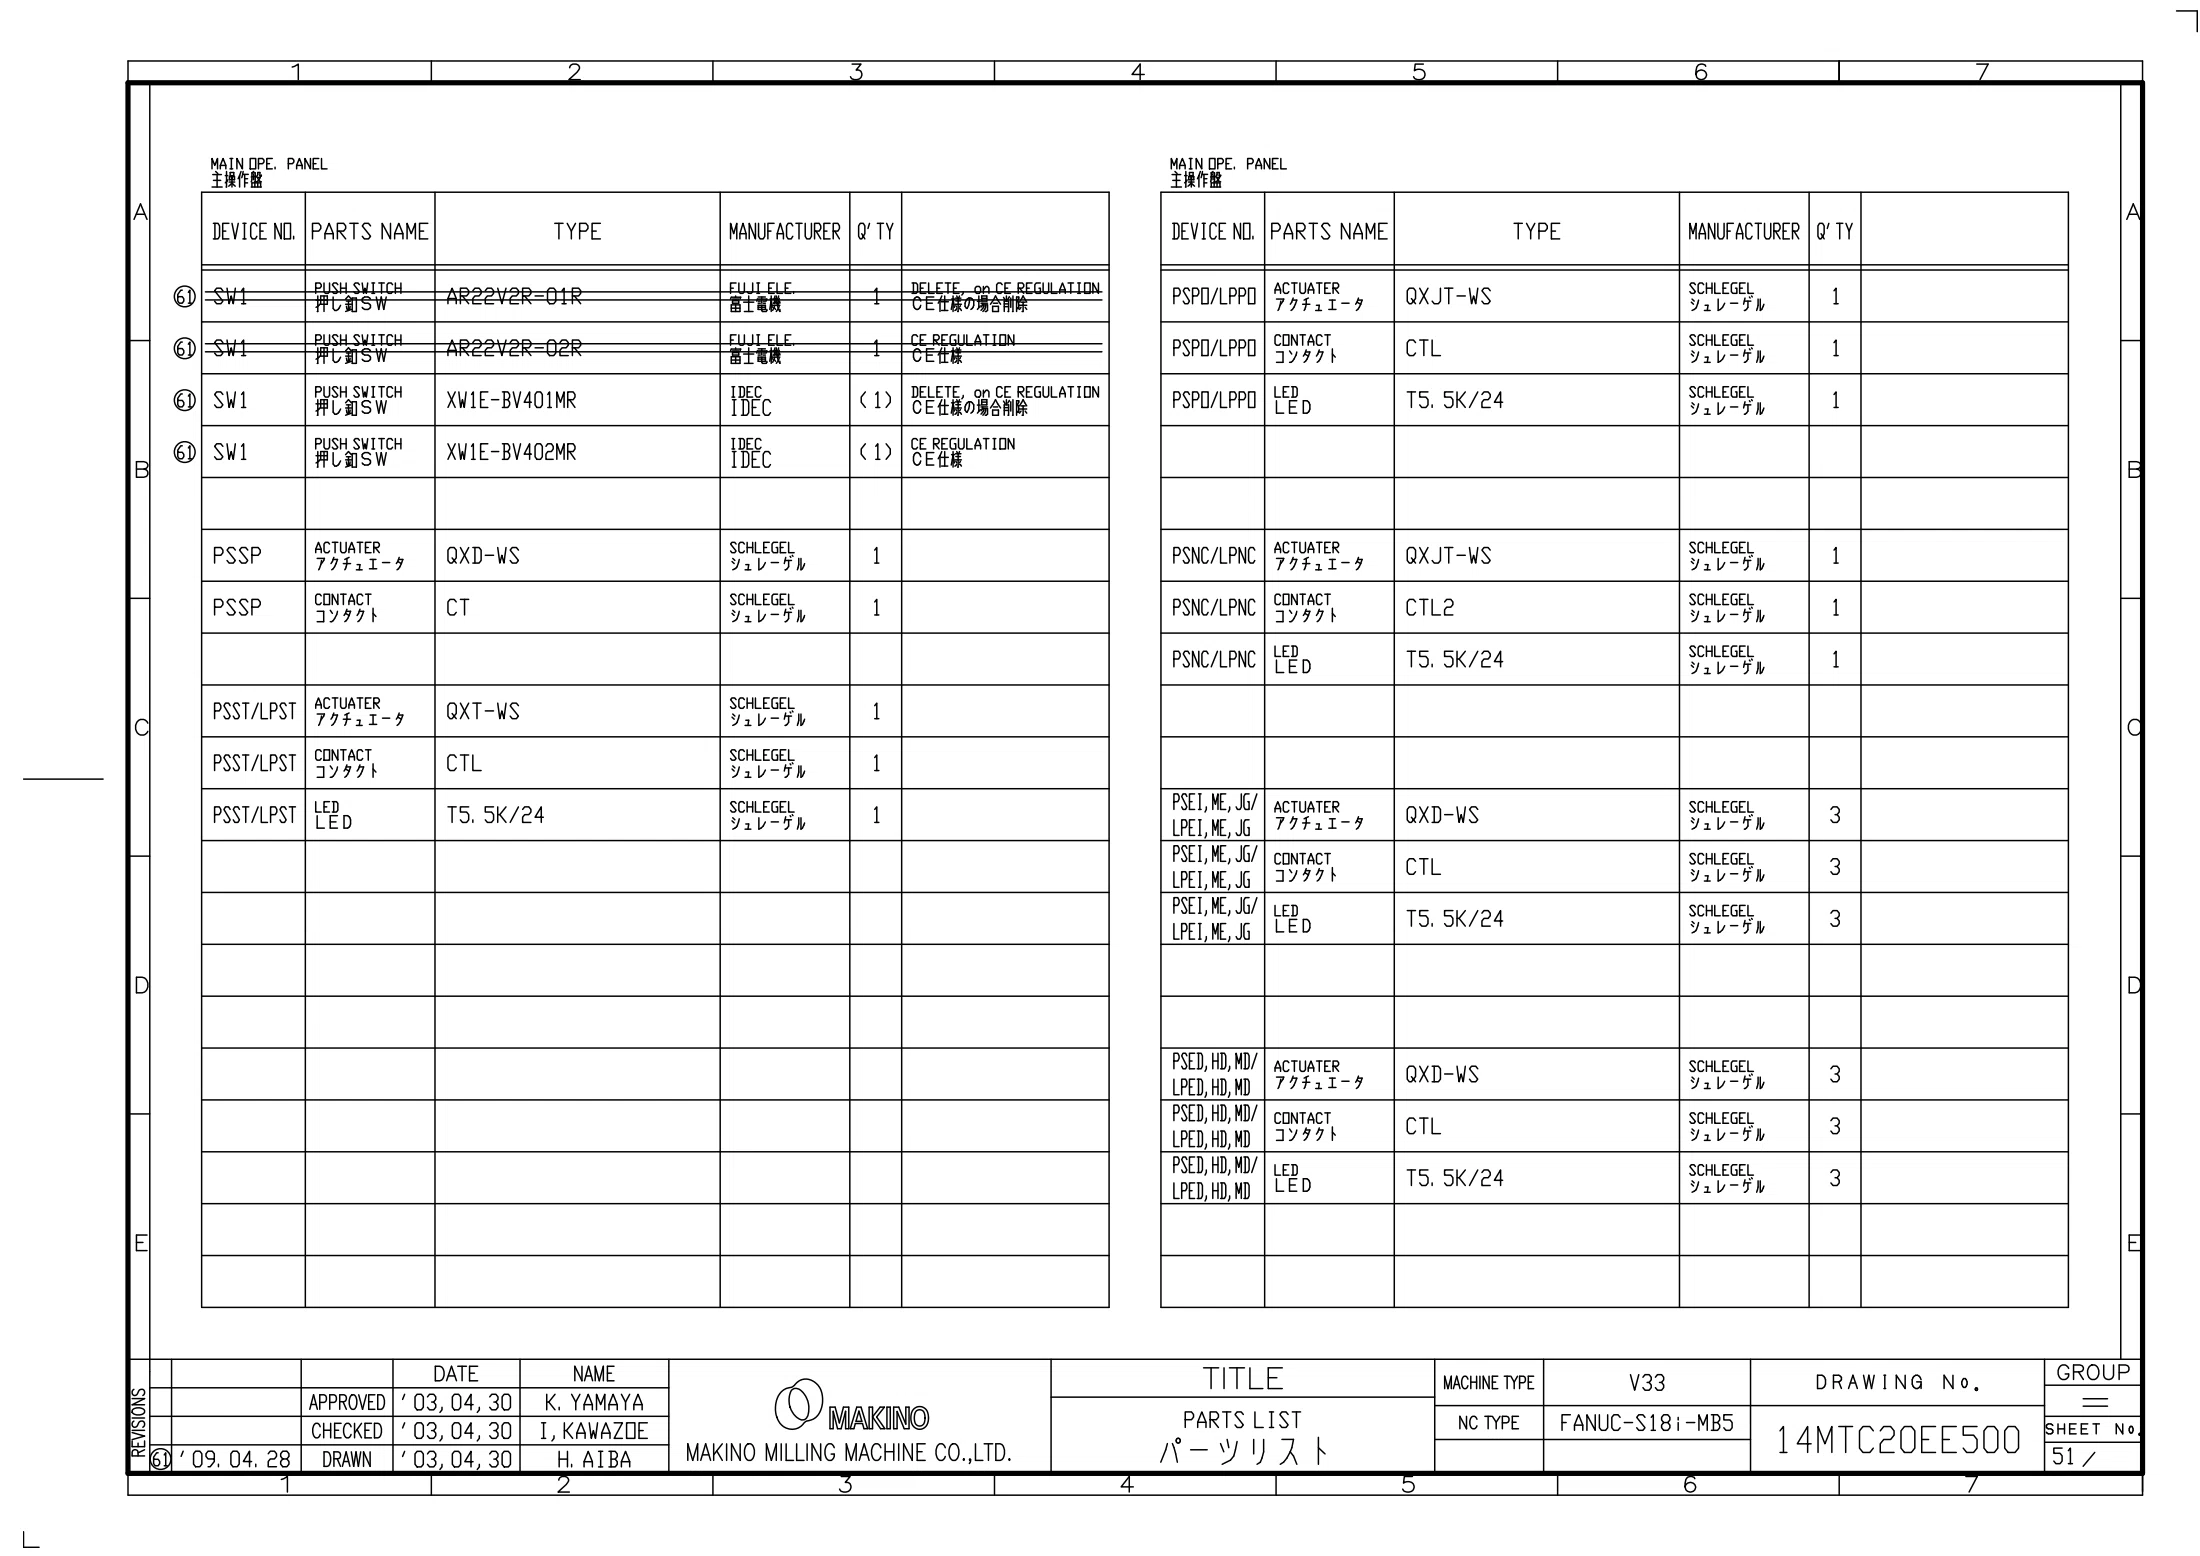 1 2 3 4 5 6 7
MAIN OPE. PANEL
主操作盤
DEVICE NO. PARTS NAME TYPE MANUFACTURER Q'TY
61 SW1 PUSH SWITCH AR22V2R-01R FUJI ELE. 1 DELETE, on CE REGULATION
押し釦SW 富士電機 CE仕様の場合削除
61 SW1 PUSH SWITCH AR22V2R-02R FUJI ELE. 1 CE REGULATION
押し釦SW 富士電機 CE仕様
61 SW1 PUSH SWITCH XW1E-BV401MR IDEC (1) DELETE, on CE REGULATION
押し釦SW IDEC CE仕様の場合削除
61 SW1 PUSH SWITCH XW1E-BV402MR IDEC (1) CE REGULATION
押し釦SW IDEC CE仕様
PSSP ACTUATER QXD-WS SCHLEGEL 1
アクチュエータ シュレーゲル
PSSP CONTACT CT SCHLEGEL 1
コンタクト シュレーゲル
PSST/LPST ACTUATER QXT-WS SCHLEGEL 1
アクチュエータ シュレーゲル
PSST/LPST CONTACT CTL SCHLEGEL 1
コンタクト シュレーゲル
PSST/LPST LED T5.5K/24 SCHLEGEL 1
LED シュレーゲル
MAIN OPE. PANEL
主操作盤
DEVICE NO. PARTS NAME TYPE MANUFACTURER Q'TY
PSPO/LPPO ACTUATER QXJT-WS SCHLEGEL 1
アクチュエータ シュレーゲル
PSPO/LPPO CONTACT CTL SCHLEGEL 1
コンタクト シュレーゲル
PSPO/LPPO LED T5.5K/24 SCHLEGEL 1
LED シュレーゲル
PSNC/LPNC ACTUATER QXJT-WS SCHLEGEL 1
アクチュエータ シュレーゲル
PSNC/LPNC CONTACT CTL2 SCHLEGEL 1
コンタクト シュレーゲル
PSNC/LPNC LED T5.5K/24 SCHLEGEL 1
LED シュレーゲル
PSEI,ME,JG/ ACTUATER QXD-WS SCHLEGEL 3
LPEI,ME,JG アクチュエータ シュレーゲル
PSEI,ME,JG/ CONTACT CTL SCHLEGEL 3
LPEI,ME,JG コンタクト シュレーゲル
PSEI,ME,JG/ LED T5.5K/24 SCHLEGEL 3
LPEI,ME,JG LED シュレーゲル
PSED,HD,MD/ ACTUATER QXD-WS SCHLEGEL 3
LPED,HD,MD アクチュエータ シュレーゲル
PSED,HD,MD/ CONTACT CTL SCHLEGEL 3
LPED,HD,MD コンタクト シュレーゲル
PSED,HD,MD/ LED T5.5K/24 SCHLEGEL 3
LPED,HD,MD LED シュレーゲル
A A
B B
C C
D D
E E
REVISIONS
DATE NAME
APPROVED '03,04,30 K. YAMAYA
CHECKED '03,04,30 I,KAWAZOE
61 '09.04.28 DRAWN '03,04,30 H. AIBA
MAKINO
MAKINO MILLING MACHINE CO.,LTD.
TITLE
PARTS LIST
パーツリスト
MACHINE TYPE V33
NC TYPE FANUC-S18i-MB5
DRAWING No.
14MTC20EE500
GROUP
=
SHEET No.
51/
1 2 3 4 5 6 7